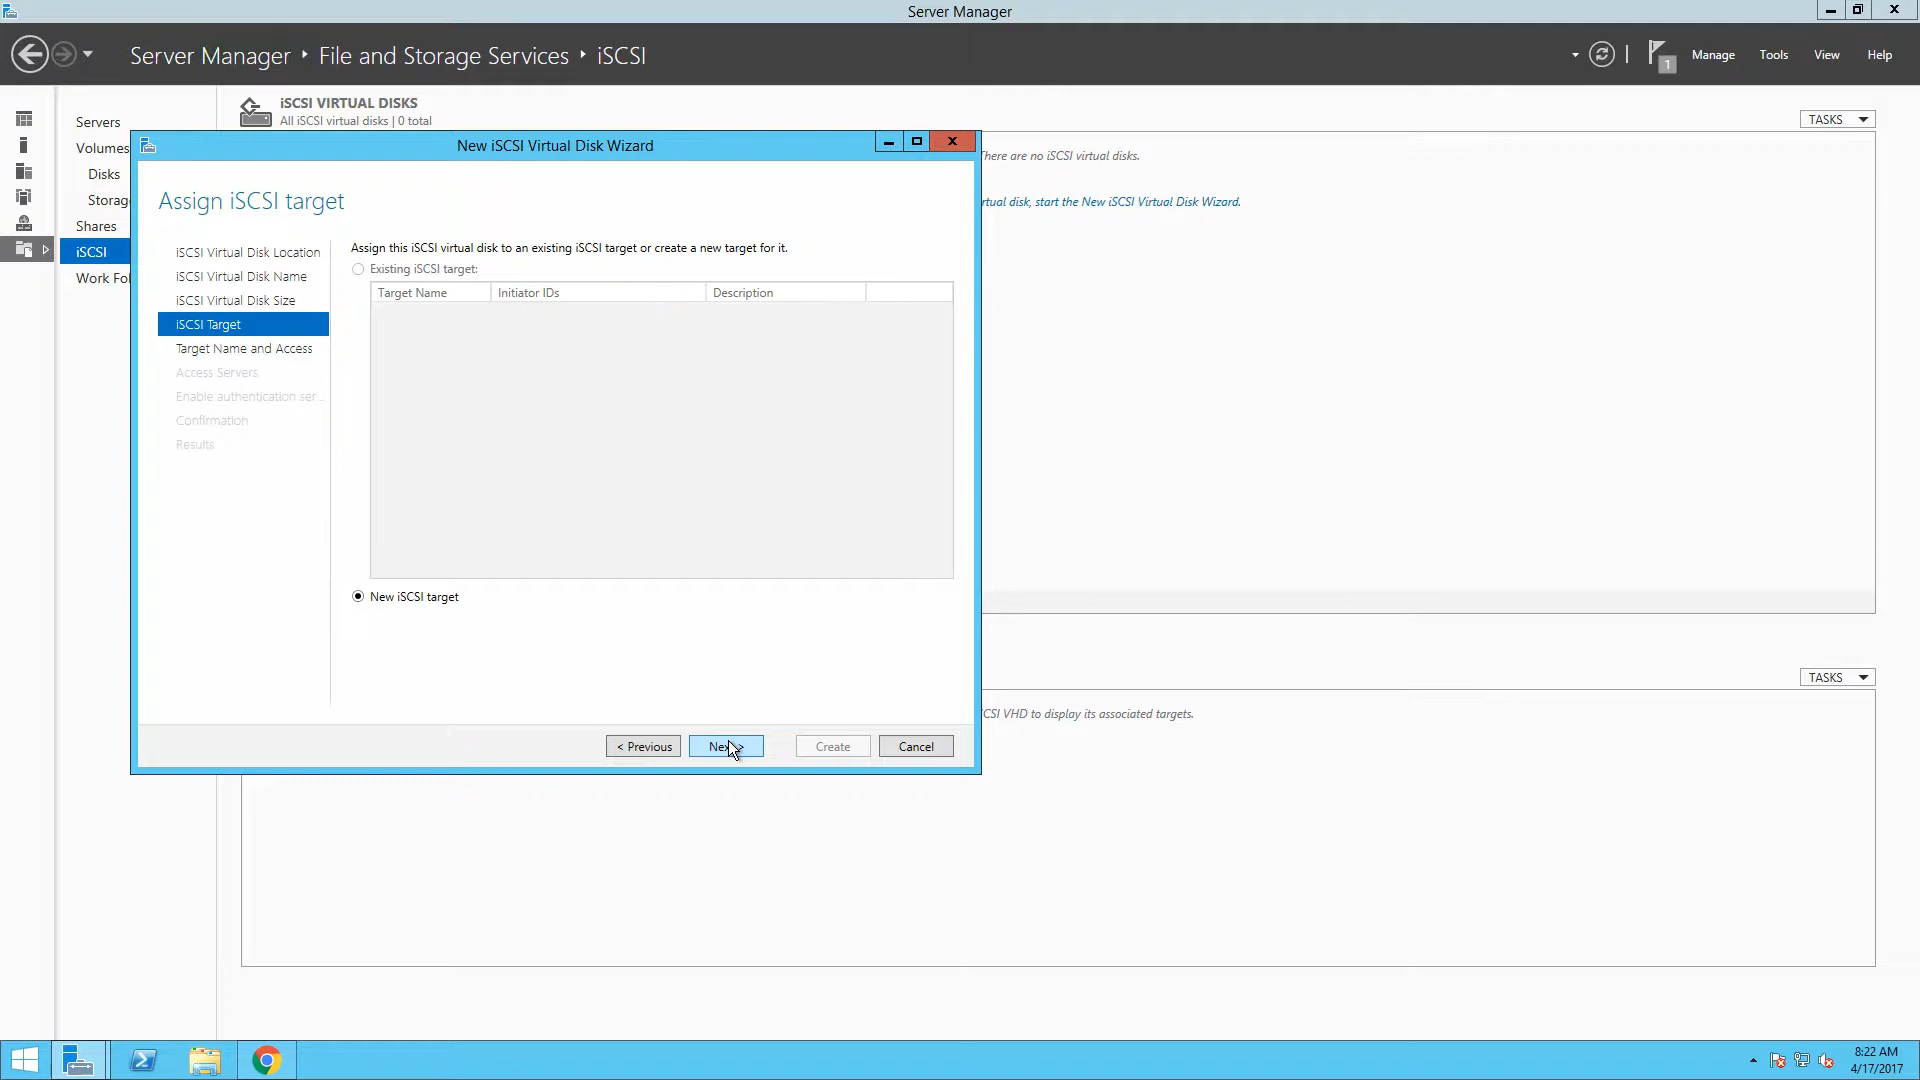 Server Manager
Server Manager ‣ File and Storage Services ‣ iSCSI
1
Manage
Tools
View
Help
Servers
Volumes
Disks
Storag
Shares
iSCSI
Work Fol
iSCSI VIRTUAL DISKS
All iSCSI virtual disks | 0 total
TASKS
There are no iSCSI virtual disks.
rtual disk, start the New iSCSI Virtual Disk Wizard.
New iSCSI Virtual Disk Wizard
Assign iSCSI target
iSCSI Virtual Disk Location
iSCSI Virtual Disk Name
iSCSI Virtual Disk Size
iSCSI Target
Target Name and Access
Access Servers
Enable authentication ser...
Confirmation
Results
Assign this iSCSI virtual disk to an existing iSCSI target or create a new target for it.
Existing iSCSI target:
Target Name
Initiator IDs
Description
New iSCSI target
< Previous
Next >
Create
Cancel
TASKS
CSI VHD to display its associated targets.
8:22 AM
4/17/2017